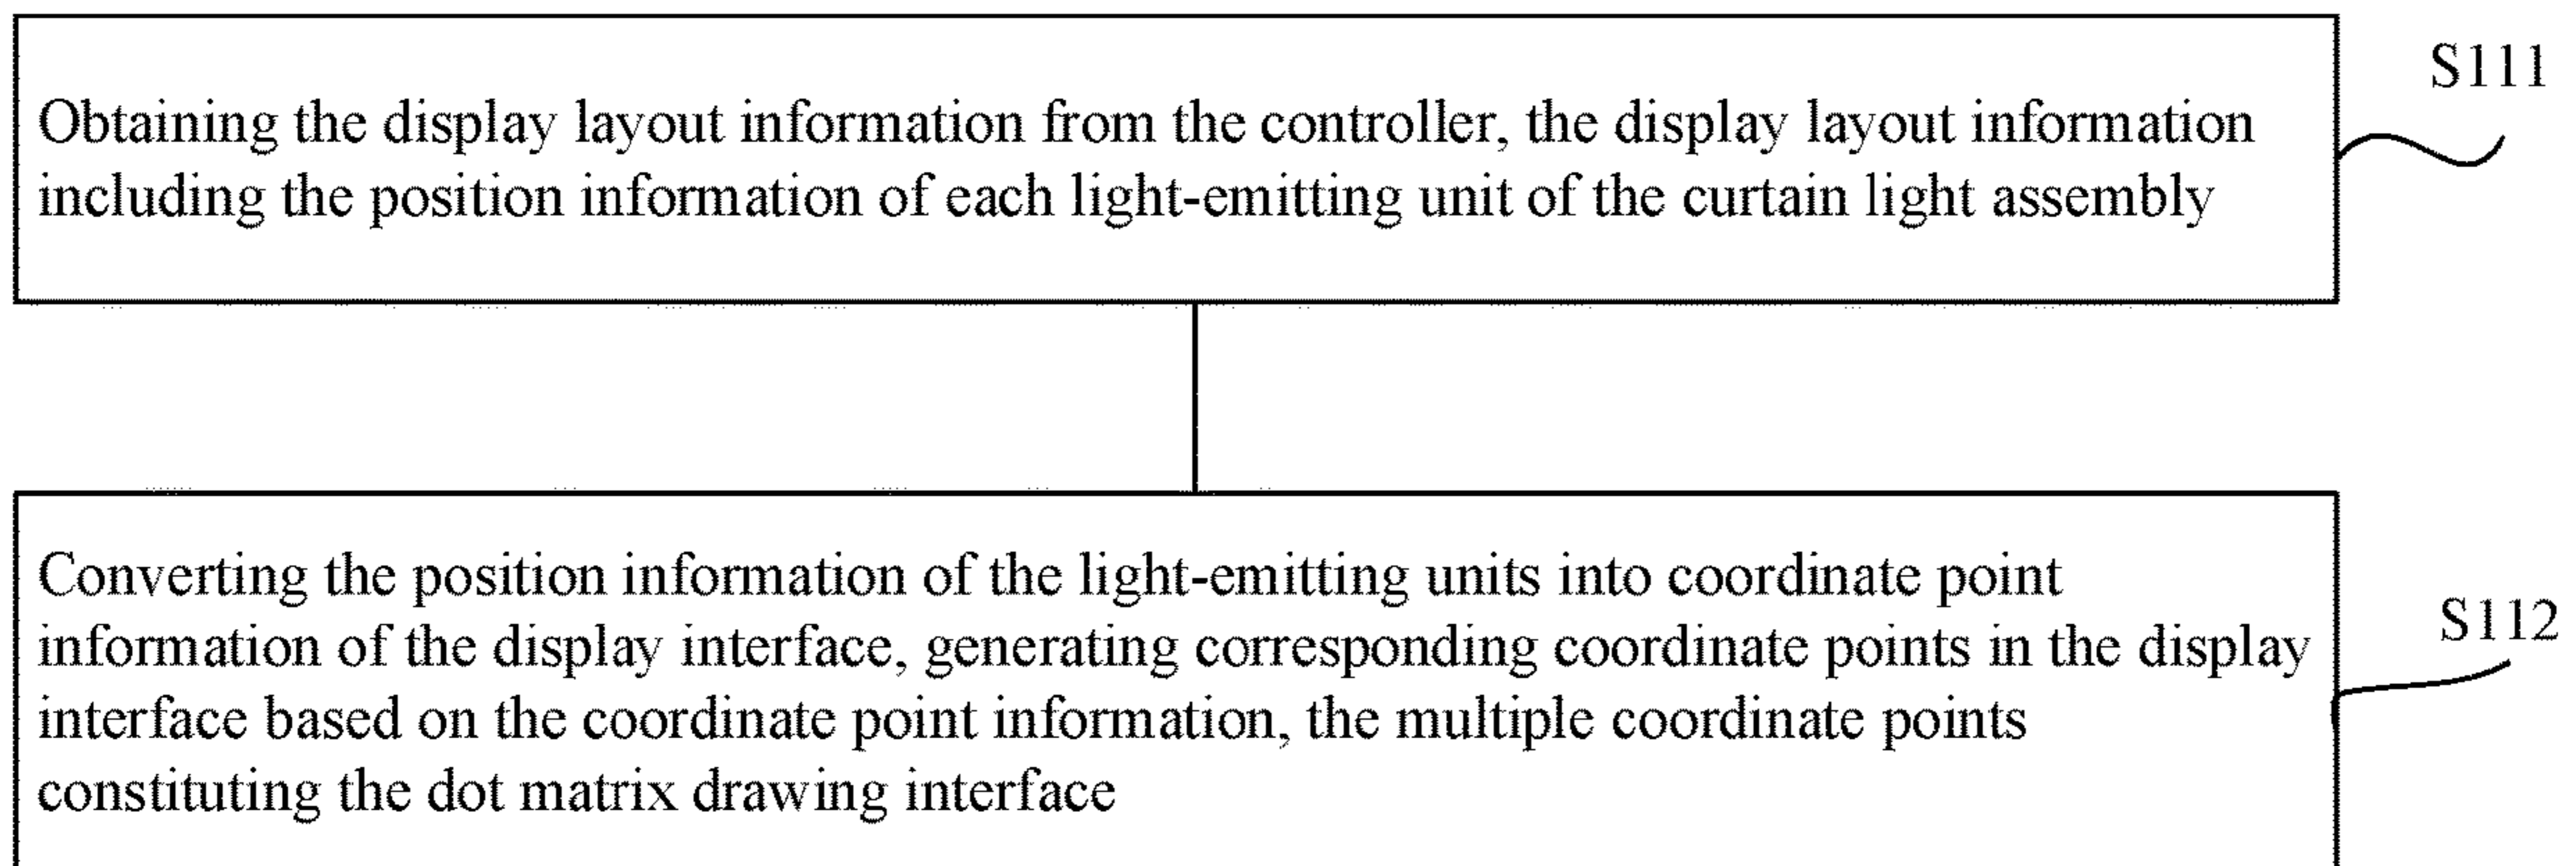 S111
Obtaining the display layout information from the controller, the display layout information
including the position information of each light-emitting unit of the curtain light assembly
Converting the position information of the light-emitting units into coordinate point
S112
information of the display interface, generating corresponding coordinate points in the display
interface based on the coordinate point information, the multiple coordinate points
constituting the dot matrix drawing interface